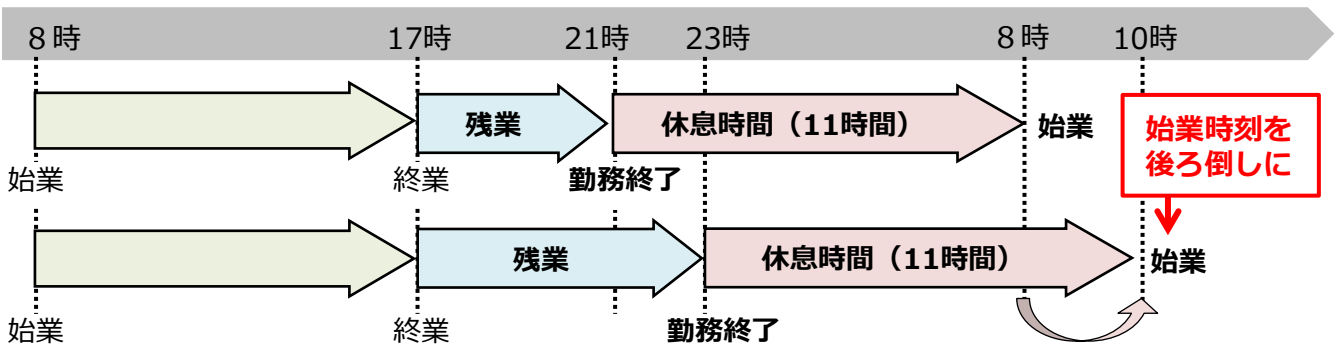 ８時 17時 21時 23時 ８時 10時
残業 休息時間（11時間） 始業
始業時刻を
後ろ倒しに
始業 終業 勤務終了
残業 休息時間（11時間） 始業
始業 終業 勤務終了